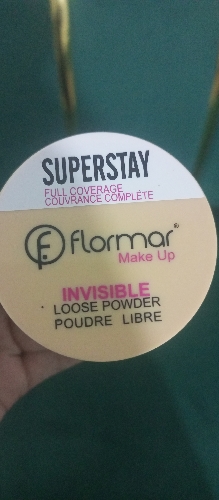 SUPERSTAY
FULL COVERAGE
COUVRANCE COMPLÈTE
F flormar®
Make Up
INVISIBLE
LOOSE POWDER
POUDRE LIBRE